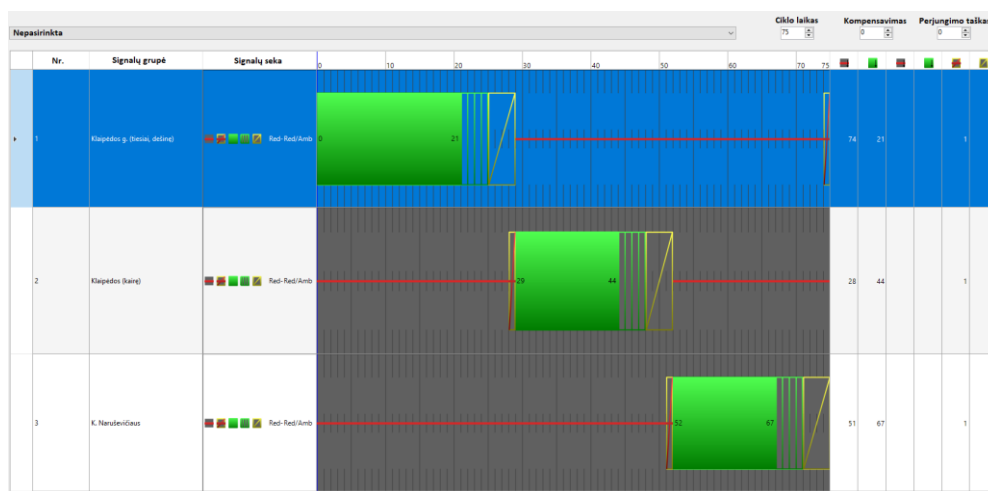 Ciklo laikas Kompensavimas Perjungimo taškas
Nepasirinkta 75 0 0
Nr. Signalų grupė Signalų seka 0 10 20 30 40 50 60 70 75
1 Klaipėdos g. (tiesiai, dešinę) Red-Red/Amb 0 21 74 21 1
2 Klaipėdos (kairę) Red-Red/Amb 29 44 28 44 1
3 K. Naruševičiaus Red-Red/Amb 52 67 51 67 1